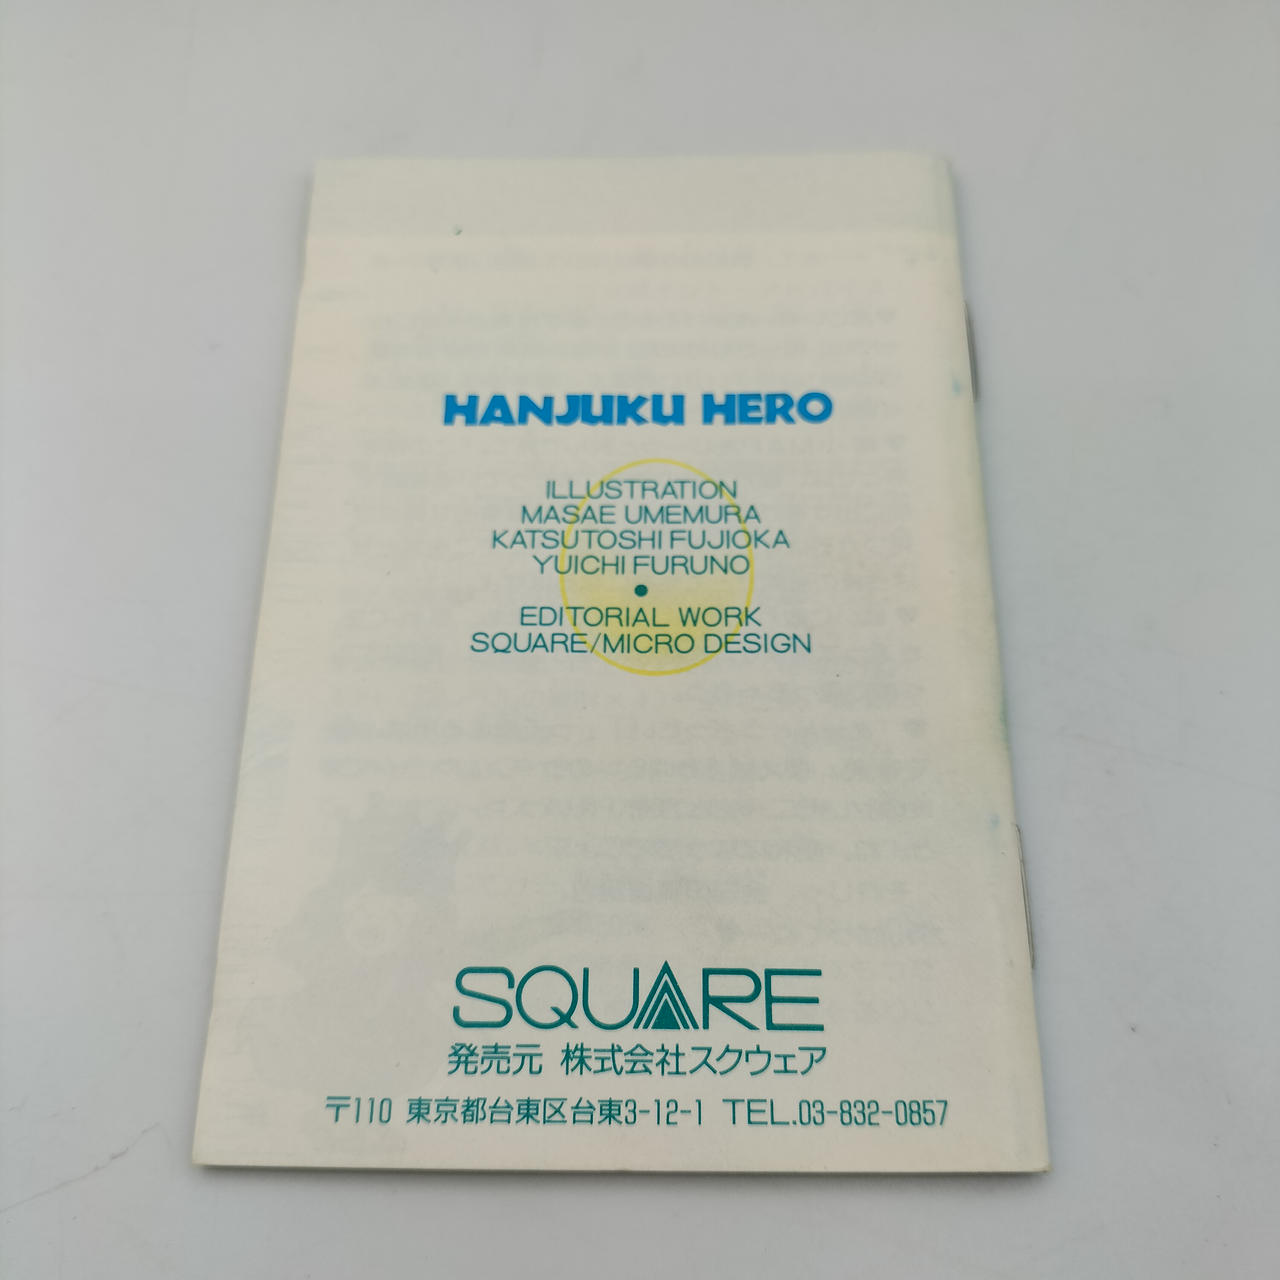 HANJUKU HERO
ILLUSTRATION
MASAE UMEMURA
KATSUTOSHI FUJIOKA
YUICHI FURUNO
●
EDITORIAL WORK
SQUARE/MICRO DESIGN
SQUARE
発売元 株式会社スクウェア
〒110 東京都台東区台東3-12-1 TEL.03-832-0857